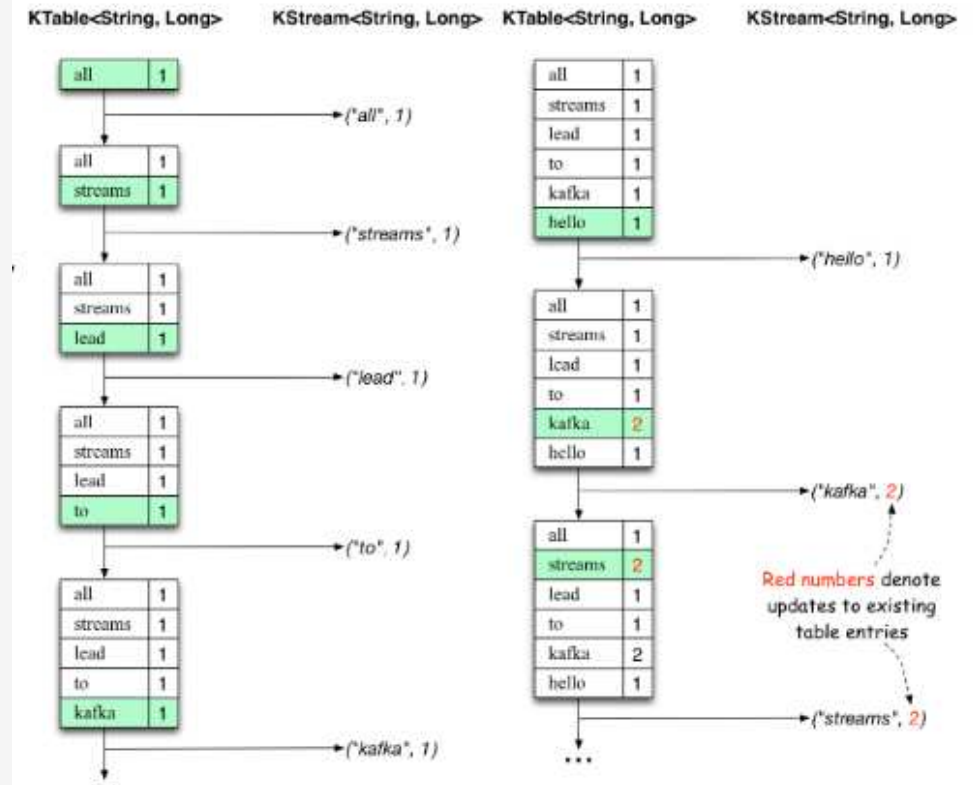 KTable<String, Long> KStream<String, Long>
all 1
("all", 1)
all 1
streams 1
("streams", 1)
all 1
streams 1
lead 1
("lead", 1)
all 1
streams 1
lead 1
to 1
("to", 1)
all 1
streams 1
lead 1
to 1
kafka 1
("kafka", 1)
KTable<String, Long> KStream<String, Long>
all 1
streams 1
lead 1
to 1
kafka 1
hello 1
("hello", 1)
all 1
streams 1
lead 1
to 1
kafka 2
hello 1
("kafka", 2)
all 1
streams 2
lead 1
to 1
kafka 2
hello 1
Red numbers denote
updates to existing
table entries
("streams", 2)
...